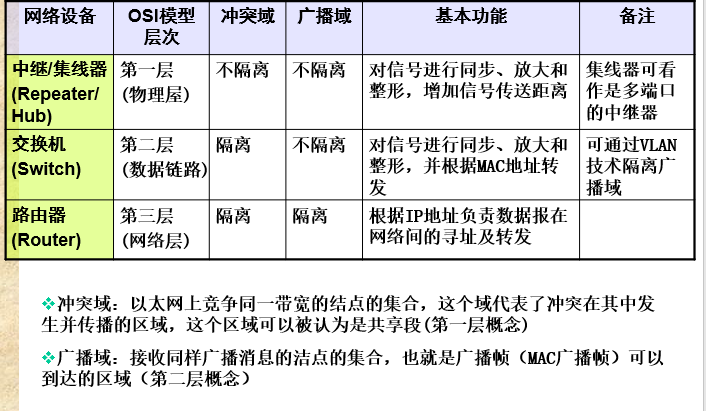 网络设备
OSI模型
层次
冲突域
广播域
基本功能
备注
中继/集线器
(Repeater/
Hub)
第一层
(物理屋)
不隔离
不隔离
对信号进行同步、放大和
整形，增加信号传送距离
集线器可看
作是多端口
的中继器
交换机
(Switch)
第二层
(数据链路)
隔离
不隔离
对信号进行同步、放大和
整形，并根据MAC地址转
发
可通过VLAN
技术隔离广
播域
路由器
(Router)
第三层
(网络层)
隔离
隔离
根据IP地址负责数据报在
网络间的寻址及转发
❖冲突域：以太网上竞争同一带宽的结点的集合，这个域代表了冲突在其中发
生并传播的区域，这个区域可以被认为是共享段(第一层概念)
❖广播域：接收同样广播消息的洁点的集合，也就是广播帧（MAC广播帧）可以
到达的区域（第二层概念）